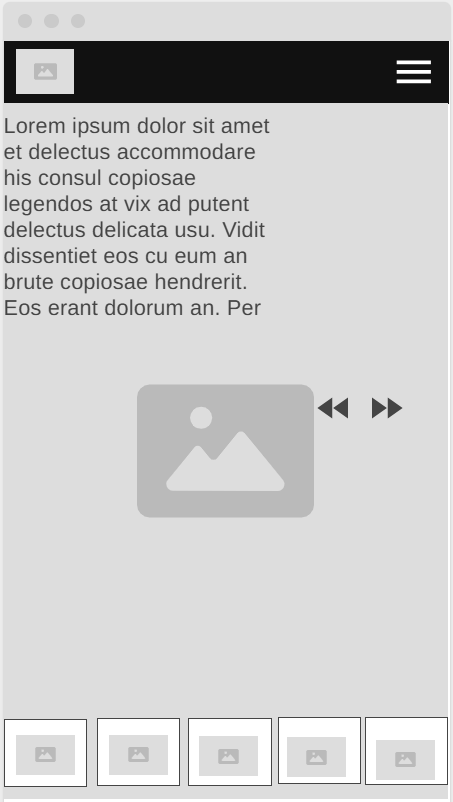 Lorem ipsum dolor sit amet
et delectus accommodare
his consul copiosae
legendos at vix ad putent
delectus delicata usu. Vidit
dissentiet eos cu eum an
brute copiosae hendrerit.
Eos erant dolorum an. Per